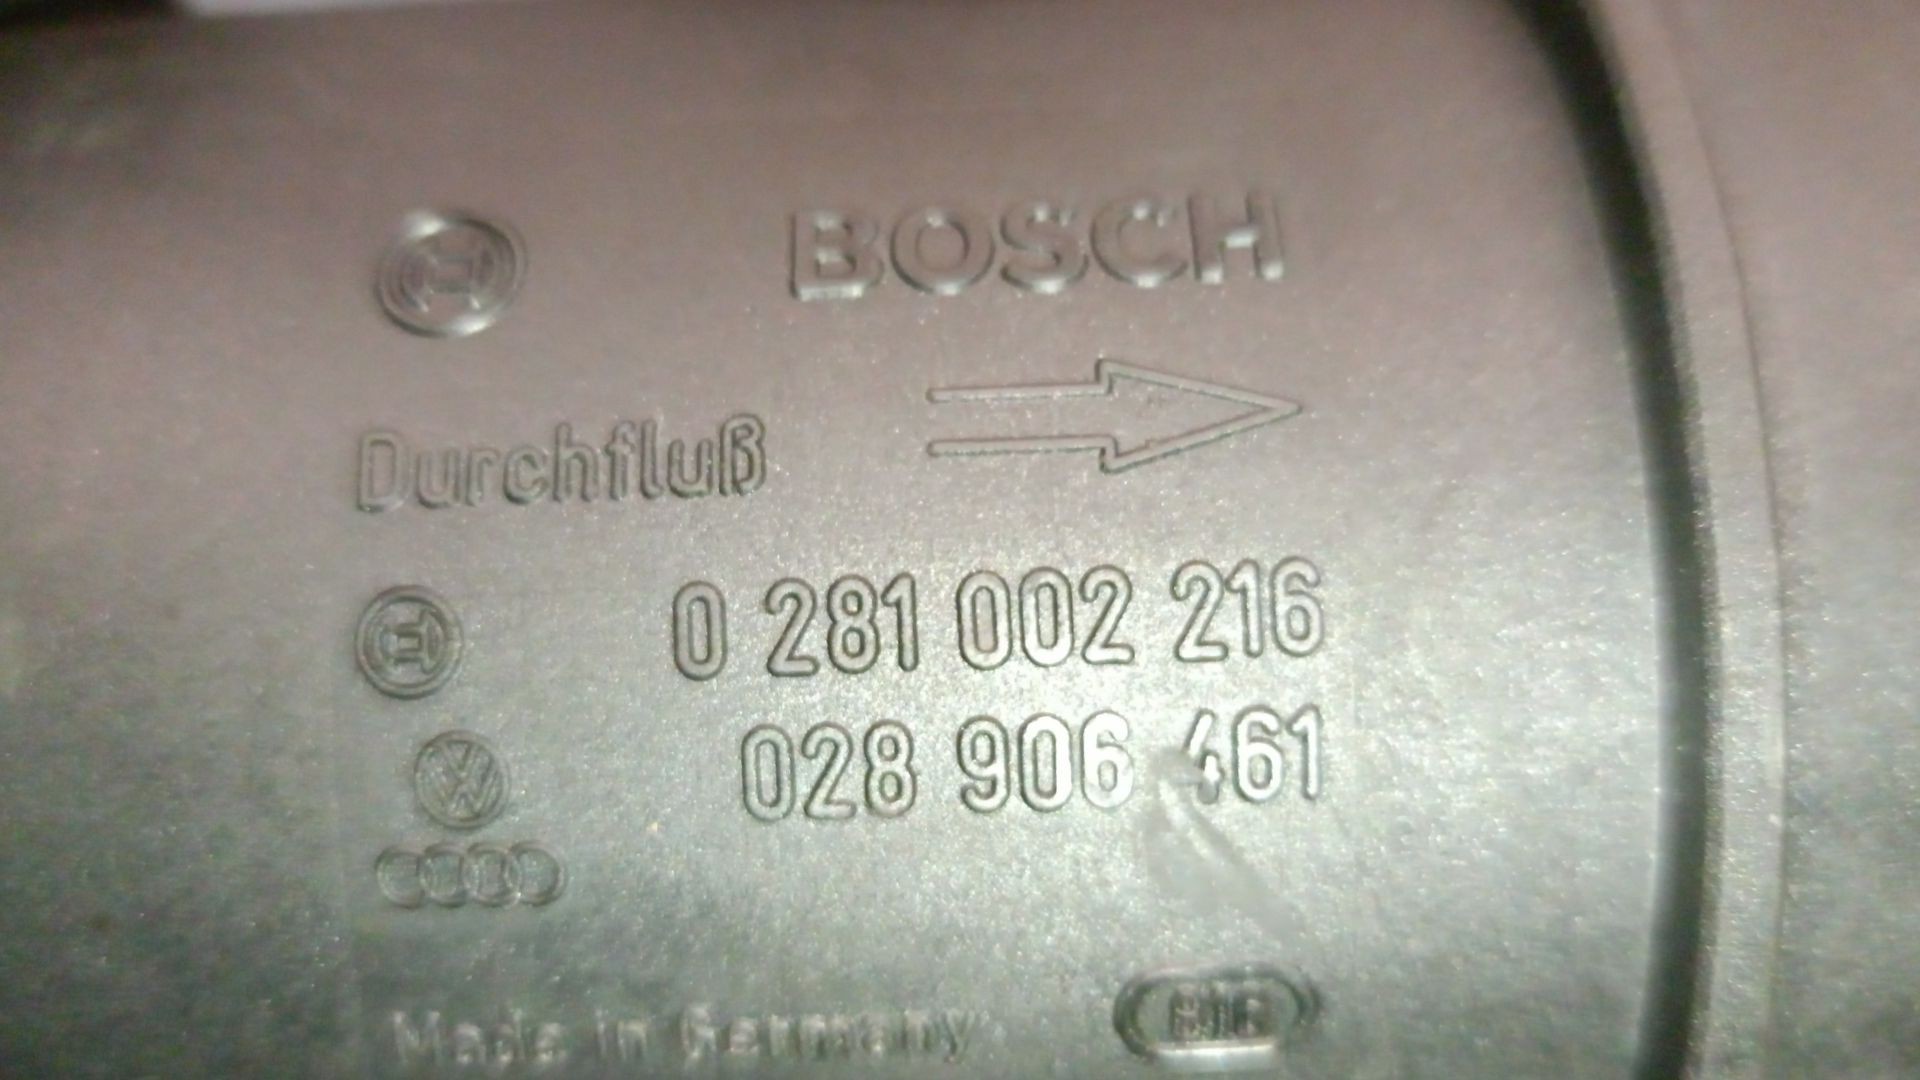 BOSCH
Durchfluß
0 281 002 216
028 906 461
Made in Germany